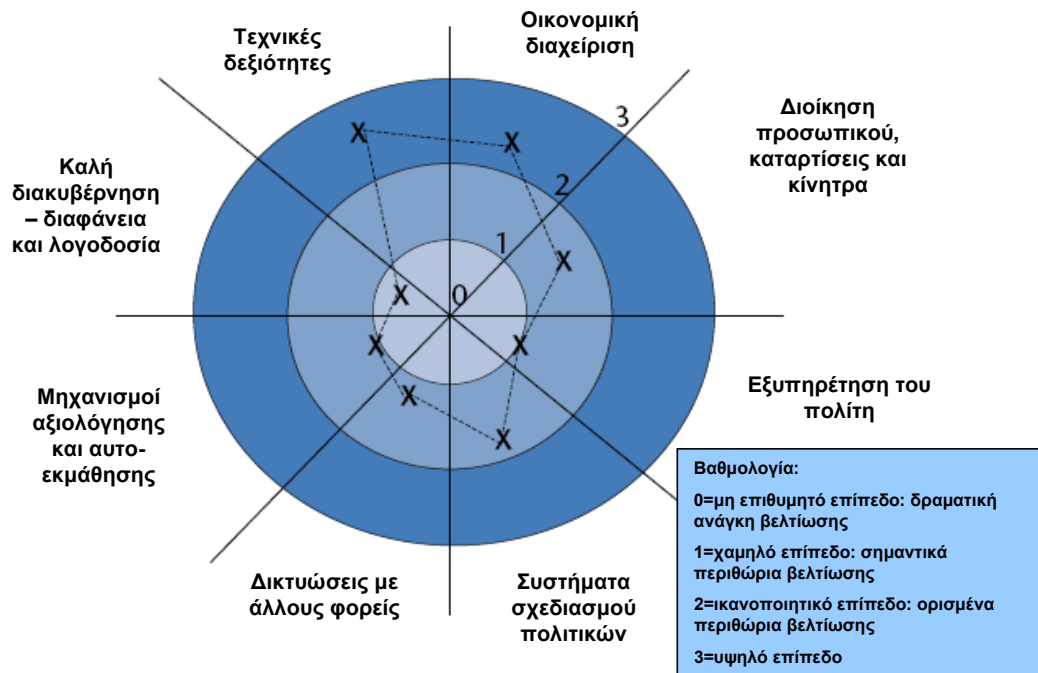 Τεχνικές
δεξιότητες
Οικονομική
διαχείριση
Διοίκηση
προσωπικού,
καταρτίσεις και
κίνητρα
Καλή
διακυβέρνηση
– διαφάνεια
και λογοδοσία
3
2
1
0
X
X
X
X
X
X
X
X
Μηχανισμοί
αξιολόγησης
και αυτο-
εκμάθησης
Εξυπηρέτηση του
πολίτη
Δικτυώσεις με
άλλους φορείς
Συστήματα
σχεδιασμού
πολιτικών
Βαθμολογία:
0=μη επιθυμητό επίπεδο: δραματική
ανάγκη βελτίωσης
1=χαμηλό επίπεδο: σημαντικά
περιθώρια βελτίωσης
2=ικανοποιητικό επίπεδο: ορισμένα
περιθώρια βελτίωσης
3=υψηλό επίπεδο